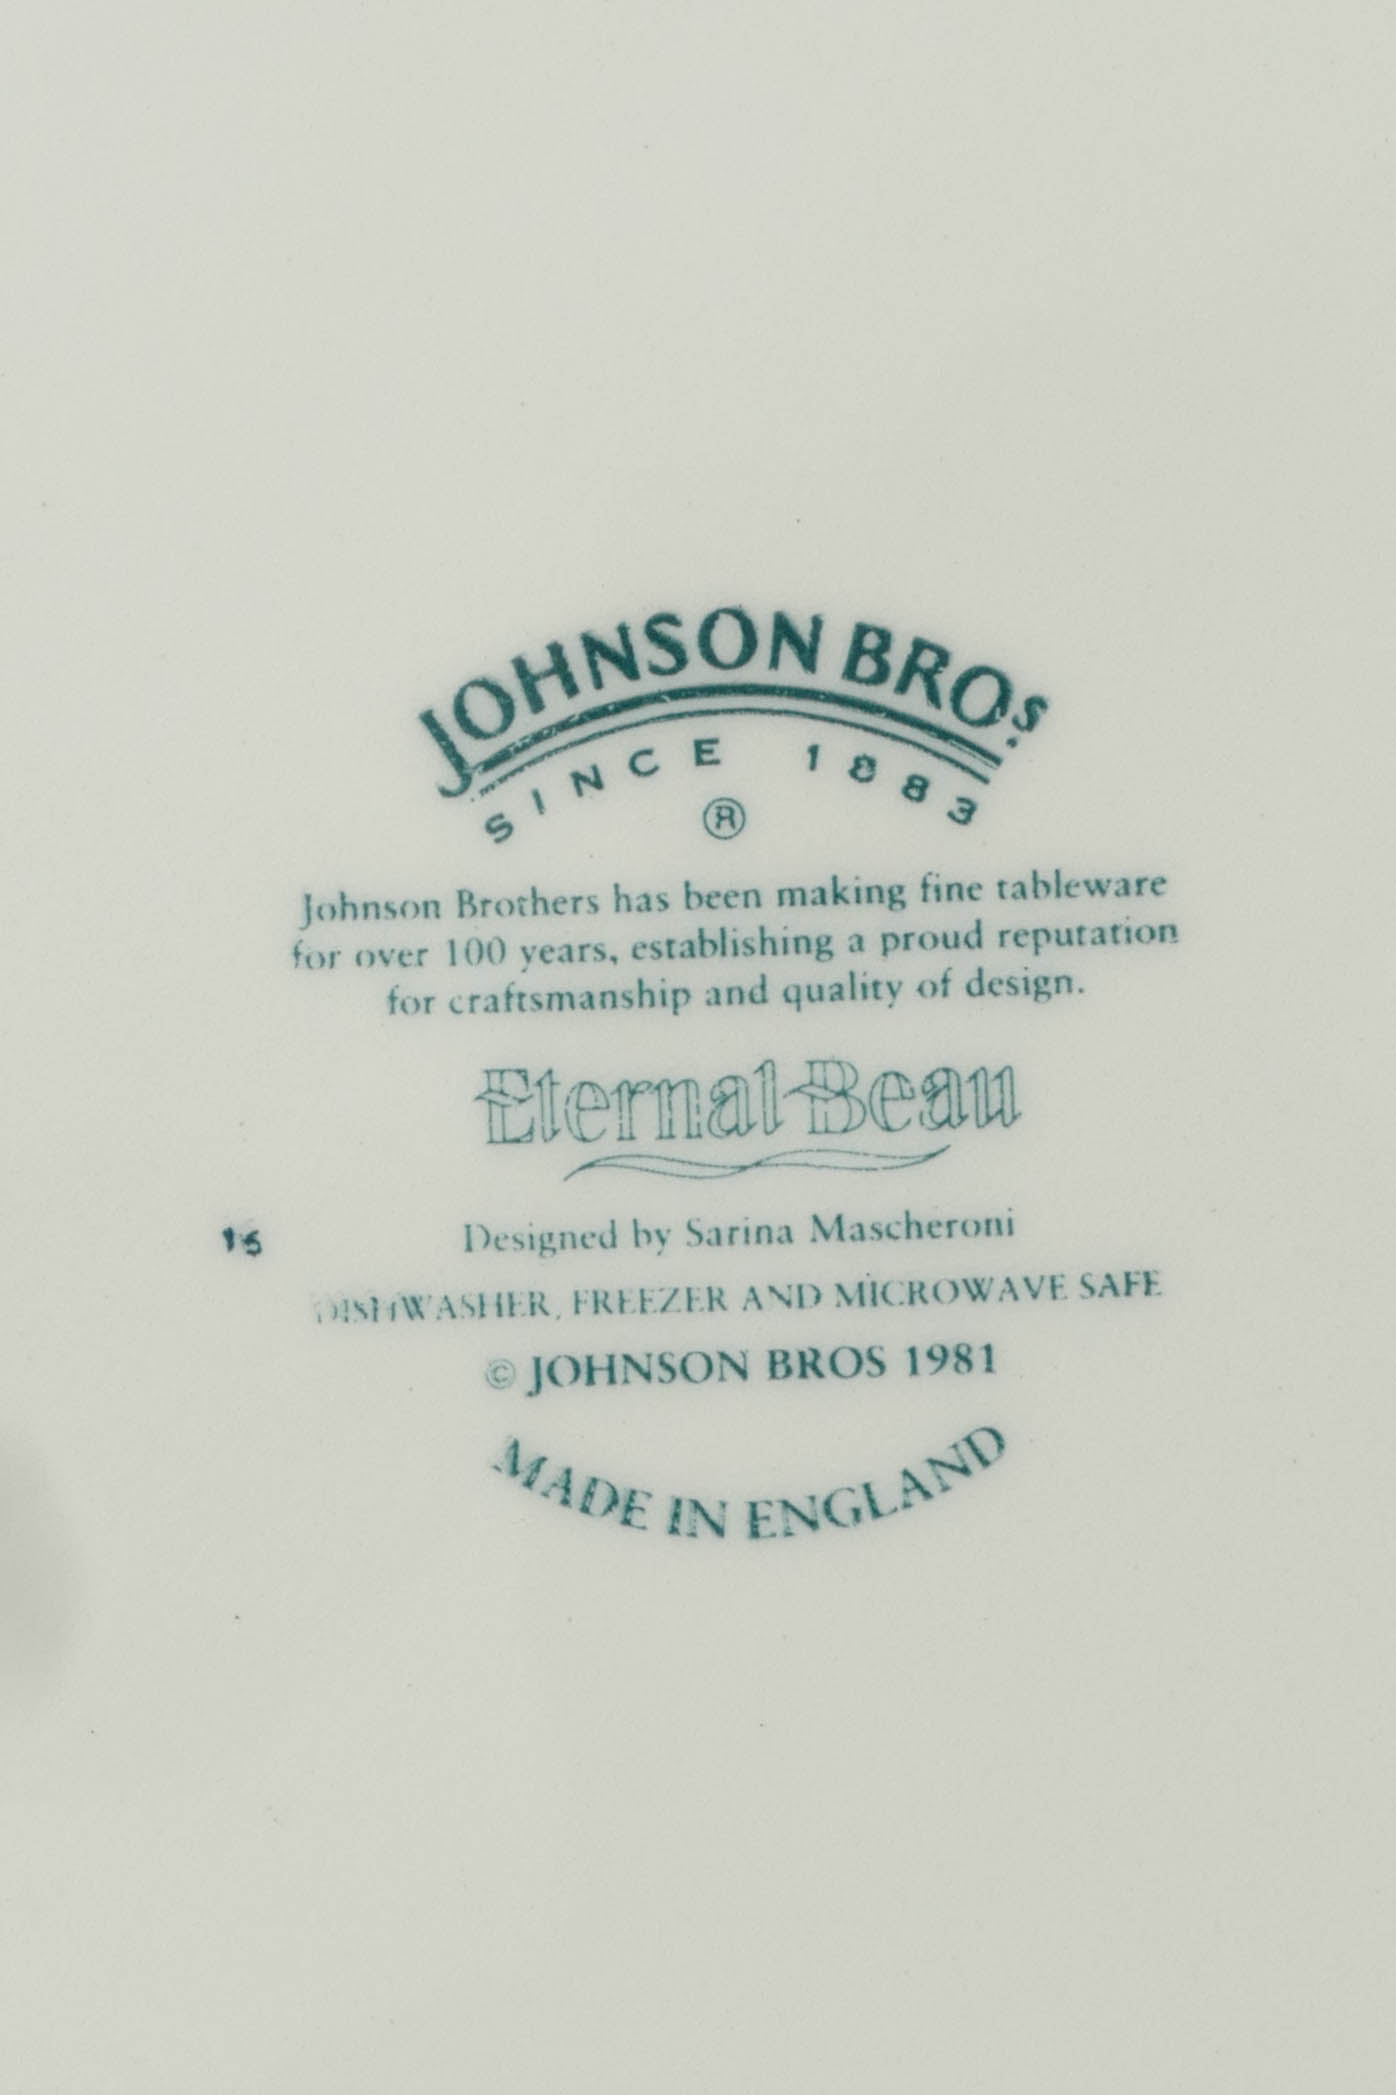 JOHNSON BROS.
SINCE 1883
®
Johnson Brothers has been making fine tableware
for over 100 years, establishing a proud reputation
for craftsmanship and quality of design.
Eternal Beau
15
Designed by Sarina Mascheroni
DISHWASHER, FREEZER AND MICROWAVE SAFE
© JOHNSON BROS 1981
MADE IN ENGLAND